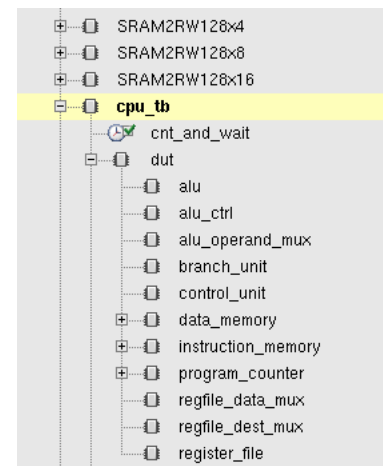 SRAM2RW128x4
SRAM2RW128x8
SRAM2RW128x16
cpu_tb
cnt_and_wait
dut
alu
alu_ctrl
alu_operand_mux
branch_unit
control_unit
data_memory
instruction_memory
program_counter
regfile_data_mux
regfile_dest_mux
register_file